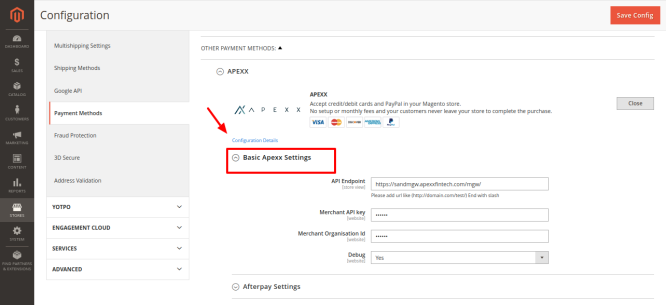 Configuration
Save Config
DASHBOARD
$
SALES
CATALOG
CUSTOMERS
MARKETING
CONTENT
REPORTS
STORES
SYSTEM
FIND PARTNERS
& EXTENSIONS
Multishipping Settings
Shipping Methods
Google API
Payment Methods
Fraud Protection
3D Secure
Address Validation
YOTPO
ENGAGEMENT CLOUD
SERVICES
ADVANCED
OTHER PAYMENT METHODS:
APEXX
A P E X X
APEXX
Accept credit/debit cards and PayPal in your Magento store.
No setup or monthly fees and your customers never leave your store to complete the purchase.
VISA
Close
Configuration Details
Basic Apexx Settings
API Endpoint
[store view]
https://sandmgw.apexxfintech.com/mgw/
Please add url like (http://domain.com/test/) End with slash
Merchant API key
[website]
••••••
Merchant Organisation Id
[website]
••••••
Debug
[website]
Yes
Afterpay Settings